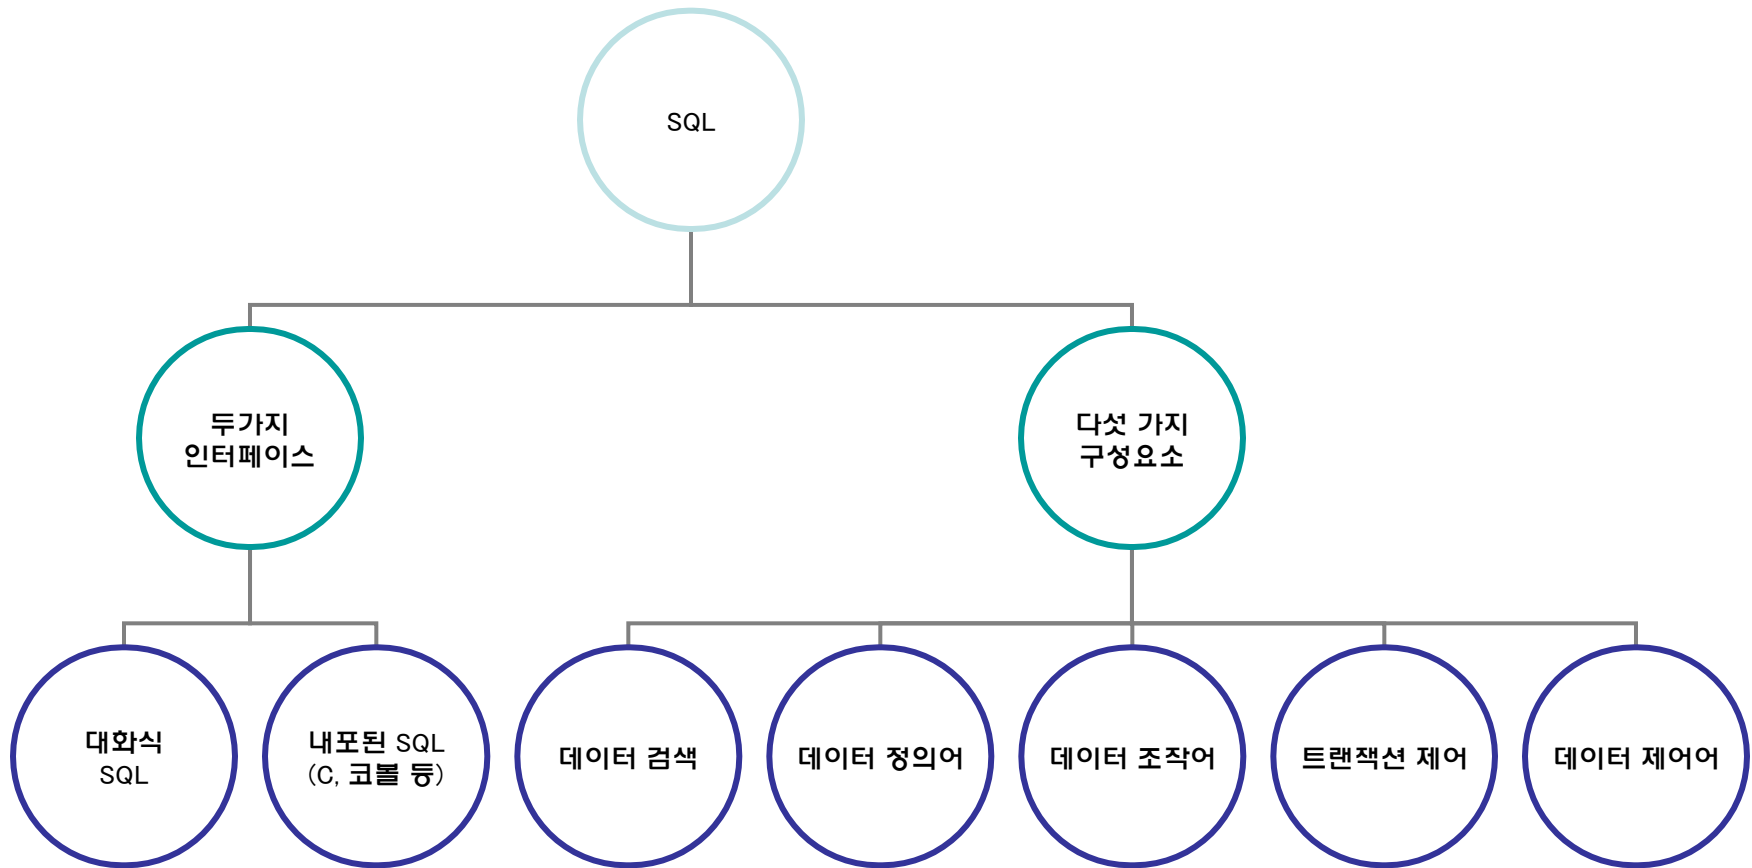 SQL
두가지
인터페이스
다섯 가지
구성요소
대화식
SQL
내포된 SQL
(C, 코볼 등)
데이터 검색
데이터 정의어
데이터 조작어
트랜잭션 제어
데이터 제어어